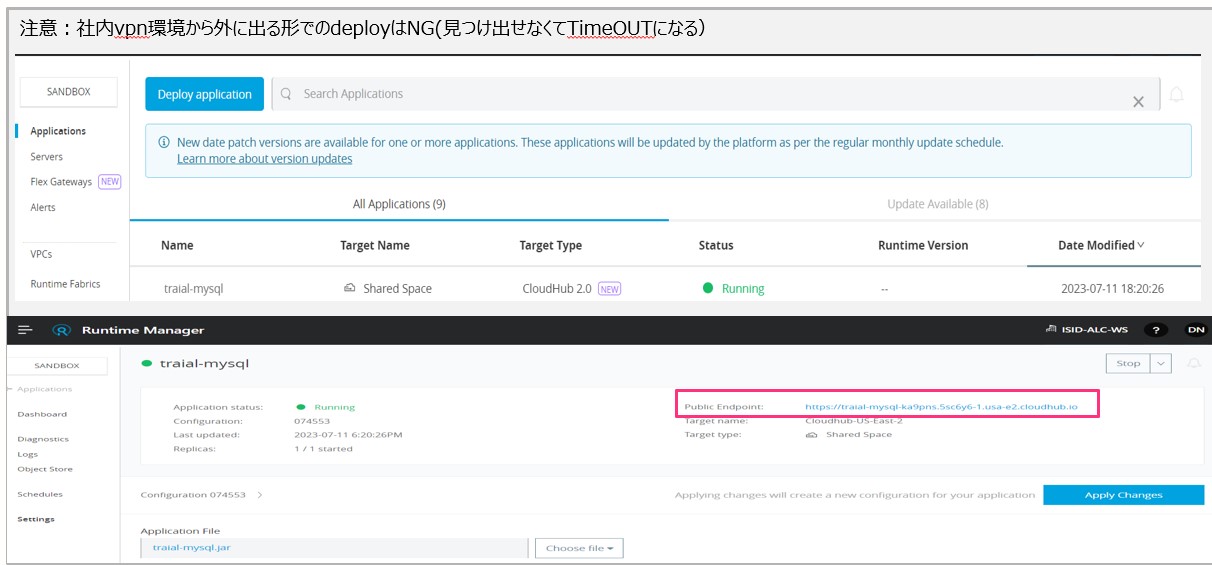 注意：社内vpn環境から外に出る形でのdeployはNG(見つけ出せなくてTimeOUTになる）
SANDBOX
Deploy application
Search Applications
Applications
Servers
Flex Gateways NEW
Alerts
VPCs
Runtime Fabrics
New date patch versions are available for one or more applications. These applications will be updated by the platform as per the regular monthly update schedule.
Learn more about version updates
All Applications (9) Update Available (8)
Name Target Name Target Type Status Runtime Version Date Modified
traial-mysql Shared Space CloudHub 2.0 NEW Running -- 2023-07-11 18:20:26
Runtime Manager ISID-ALC-WS ? DN
SANDBOX
Applications
Dashboard
Diagnostics
Logs
Object Store
Schedules
Settings
traial-mysql Stop
Application status: Running
Configuration: 074553
Last updated: 2023-07-11 6:20:26PM
Replicas: 1 / 1 started
Public Endpoint: https://traial-mysql-ka9pns.5sc6y6-1.usa-e2.cloudhub.io
Target name: Cloudhub-US-East-2
Target type: Shared Space
Configuration 074553 Applying changes will create a new configuration for your application Apply Changes
Application File
traial-mysql.jar Choose file